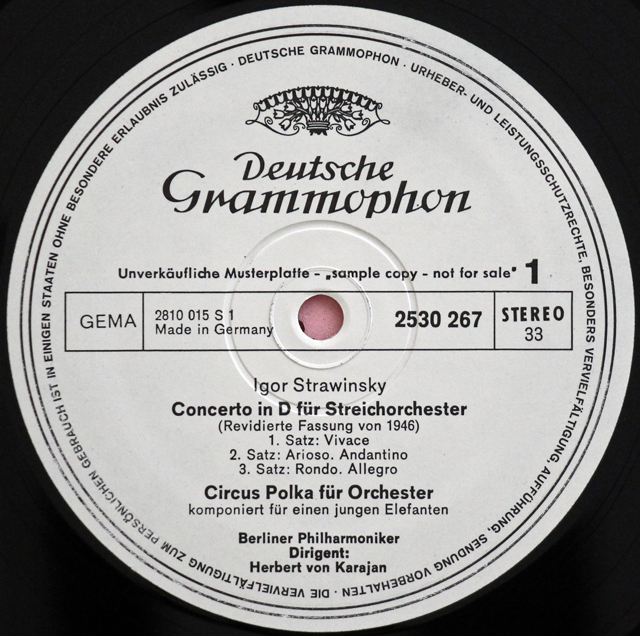 DEUTSCHE GRAMMOPHON · URHEBER- UND LEISTUNGSSCHUTZRECHTE, BESONDERS VERVIELFÄLTIGUNG, AUFFÜHRUNG, SENDUNG VORBEHALTEN · DIE VERVIELFÄLTIGUNG ZUM PERSÖNLICHEN GEBRAUCH IST IN EINIGEN STAATEN OHNE BESONDERE ERLAUBNIS ZULÄSSIG ·
Deutsche
Grammophon
Unverkäufliche Musterplatte - „sample copy - not for sale" 1
GEMA
2810 015 S 1
Made in Germany
2530 267
STEREO
33
Igor Strawinsky
Concerto in D für Streichorchester
(Revidierte Fassung von 1946)
1. Satz: Vivace
2. Satz: Arioso. Andantino
3. Satz: Rondo. Allegro
Circus Polka für Orchester
komponiert für einen jungen Elefanten
Berliner Philharmoniker
Dirigent:
Herbert von Karajan